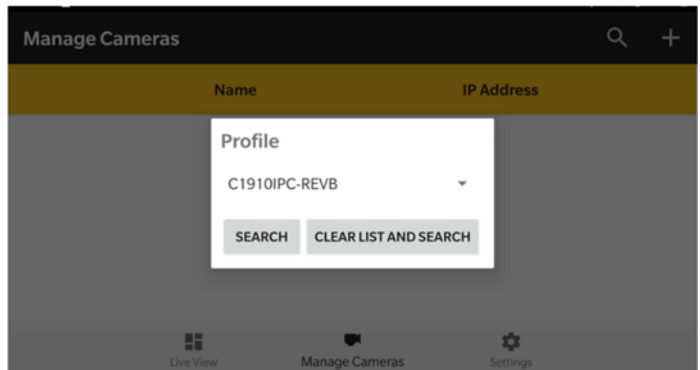 Manage Cameras
Name IP Address
Profile
C1910IPC-REVB
SEARCH CLEAR LIST AND SEARCH
Live View Manage Cameras Settings